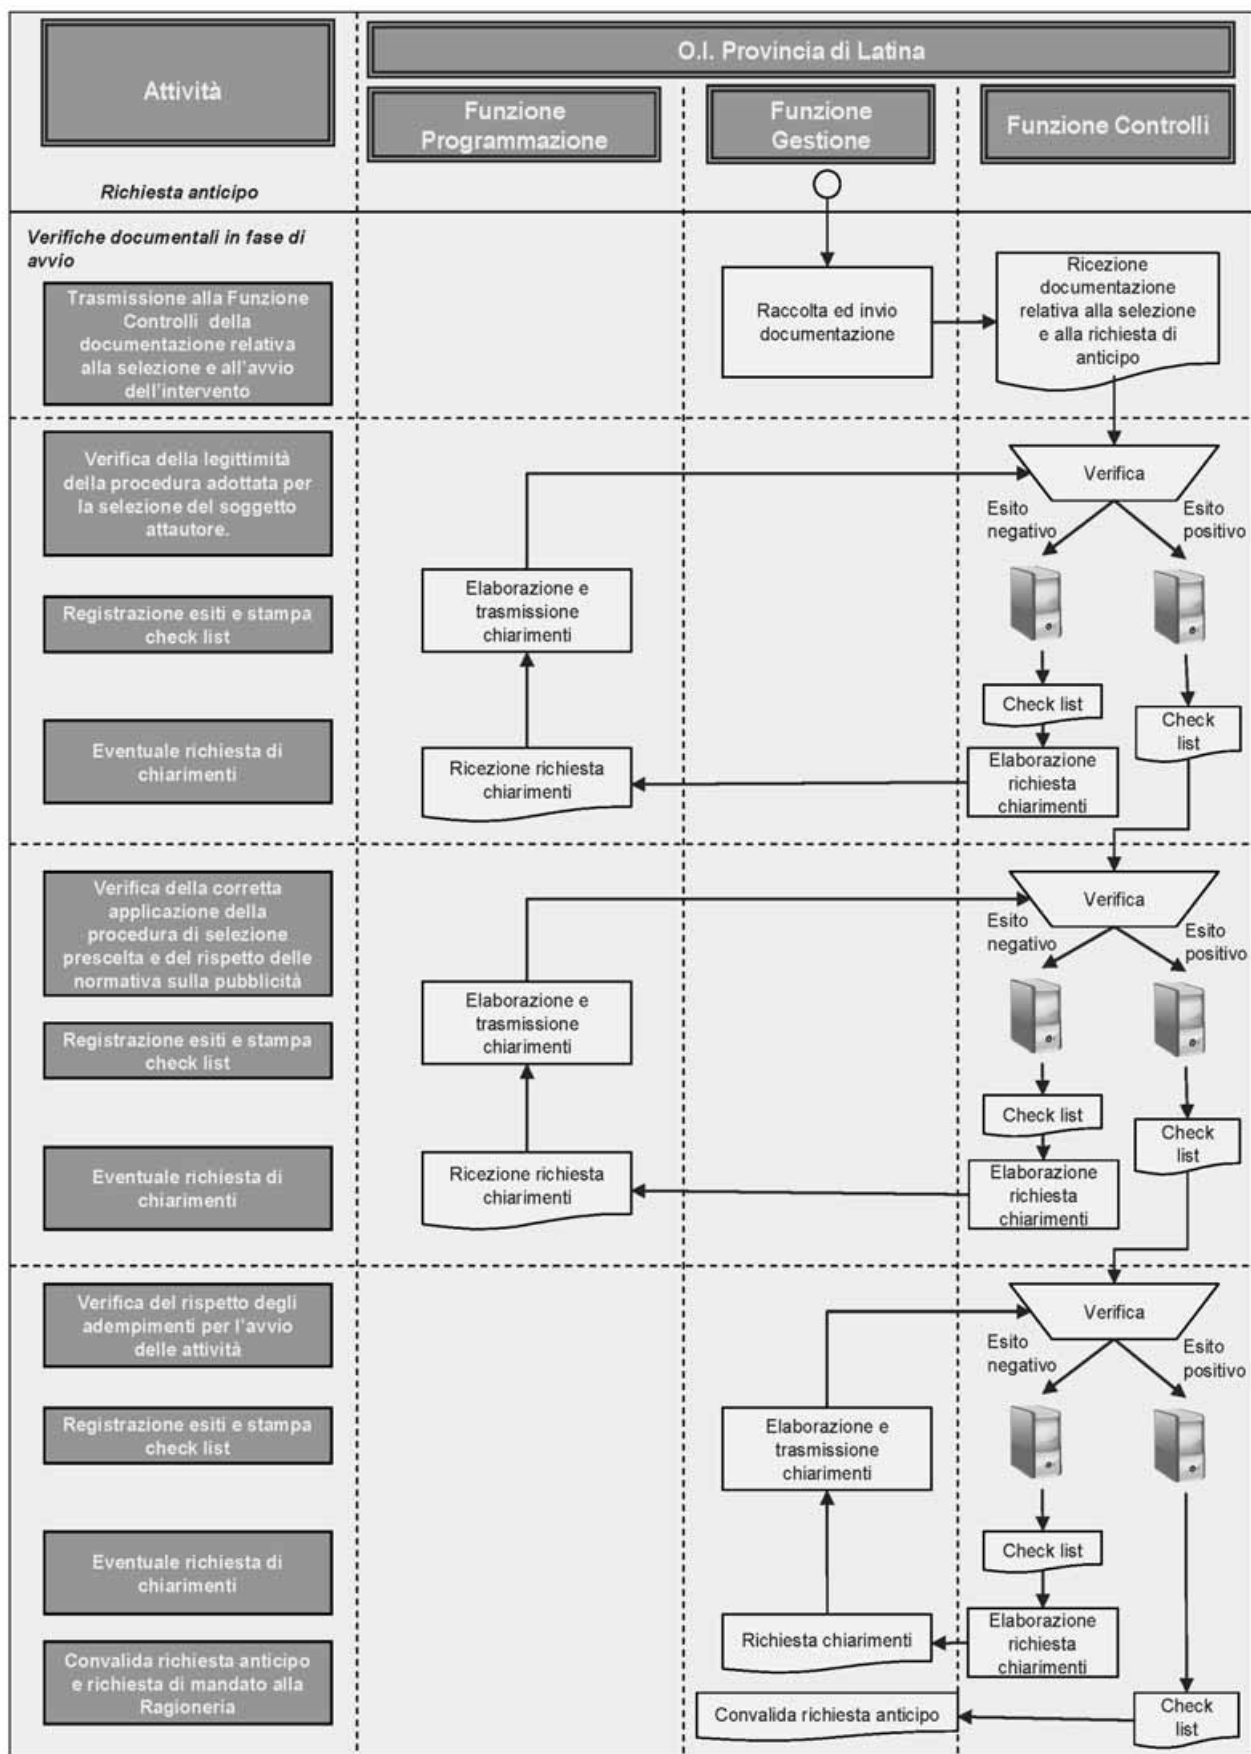 Attività
O.I. Provincia di Latina
Funzione
Programmazione
Funzione
Gestione
Funzione Controlli
Richiesta anticipo
Verifiche documentali in fase di
avvio
Trasmissione alla Funzione
Controlli della
documentazione relativa
alla selezione e all'avvio
dell'intervento
Raccolta ed invio
documentazione
Ricezione
documentazione
relativa alla selezione
e alla richiesta di
anticipo
Verifica della legittimità
della procedura adottata per
la selezione del soggetto
attautore.
Verifica
Esito
negativo
Esito
positivo
Elaborazione e
trasmissione
chiarimenti
Registrazione esiti e stampa
check list
Check list
Check
list
Eventuale richiesta di
chiarimenti
Ricezione richiesta
chiarimenti
Elaborazione
richiesta
chiarimenti
Verifica della corretta
applicazione della
procedura di selezione
prescelta e del rispetto delle
normativa sulla pubblicità
Verifica
Esito
negativo
Esito
positivo
Elaborazione e
trasmissione
chiarimenti
Registrazione esiti e stampa
check list
Check list
Check
list
Eventuale richiesta di
chiarimenti
Ricezione richiesta
chiarimenti
Elaborazione
richiesta
chiarimenti
Verifica del rispetto degli
adempimenti per l'avvio
delle attività
Verifica
Esito
negativo
Esito
positivo
Registrazione esiti e stampa
check list
Elaborazione e
trasmissione
chiarimenti
Check list
Eventuale richiesta di
chiarimenti
Richiesta chiarimenti
Elaborazione
richiesta
chiarimenti
Convalida richiesta anticipo
e richiesta di mandato alla
Ragioneria
Convalida richiesta anticipo
Check
list